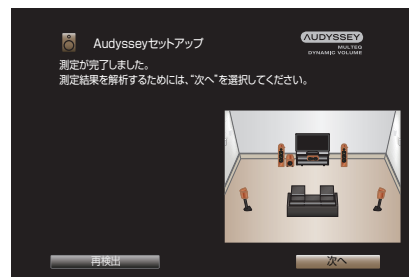 Audysseyセットアップ
AUDYSSEY
MULTEQ
DYNAMIC VOLUME
測定が完了しました。
測定結果を解析するためには、“次へ”を選択してください。
再検出
次へ